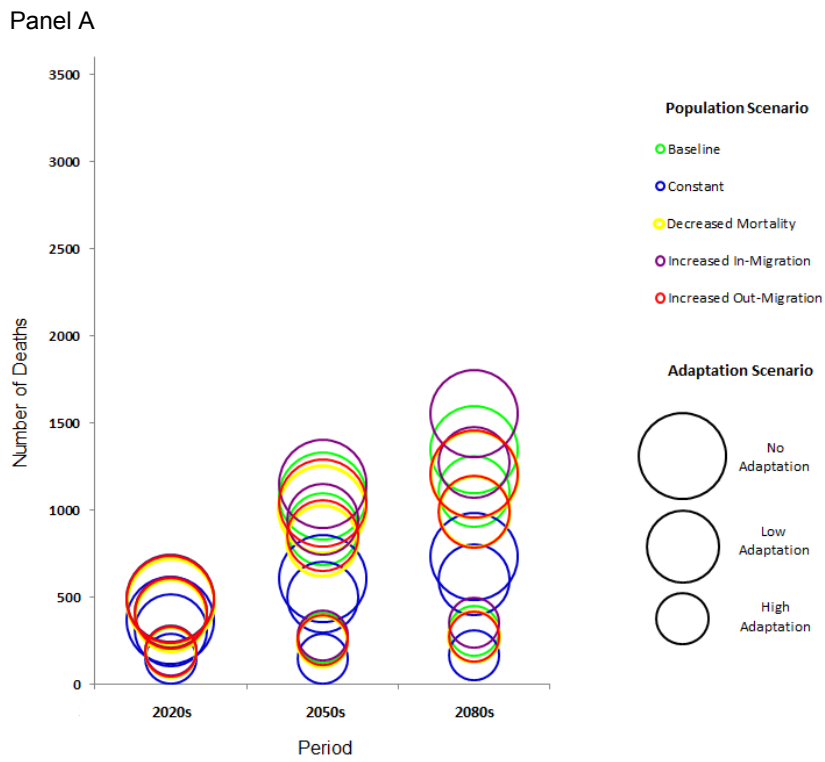 Panel A
3500
3000
2500
2000
1500
1000
500
0
Number of Deaths
2020s
2050s
2080s
Period
Population Scenario
Baseline
Constant
Decreased Mortality
Increased In-Migration
Increased Out-Migration
Adaptation Scenario
No
Adaptation
Low
Adaptation
High
Adaptation